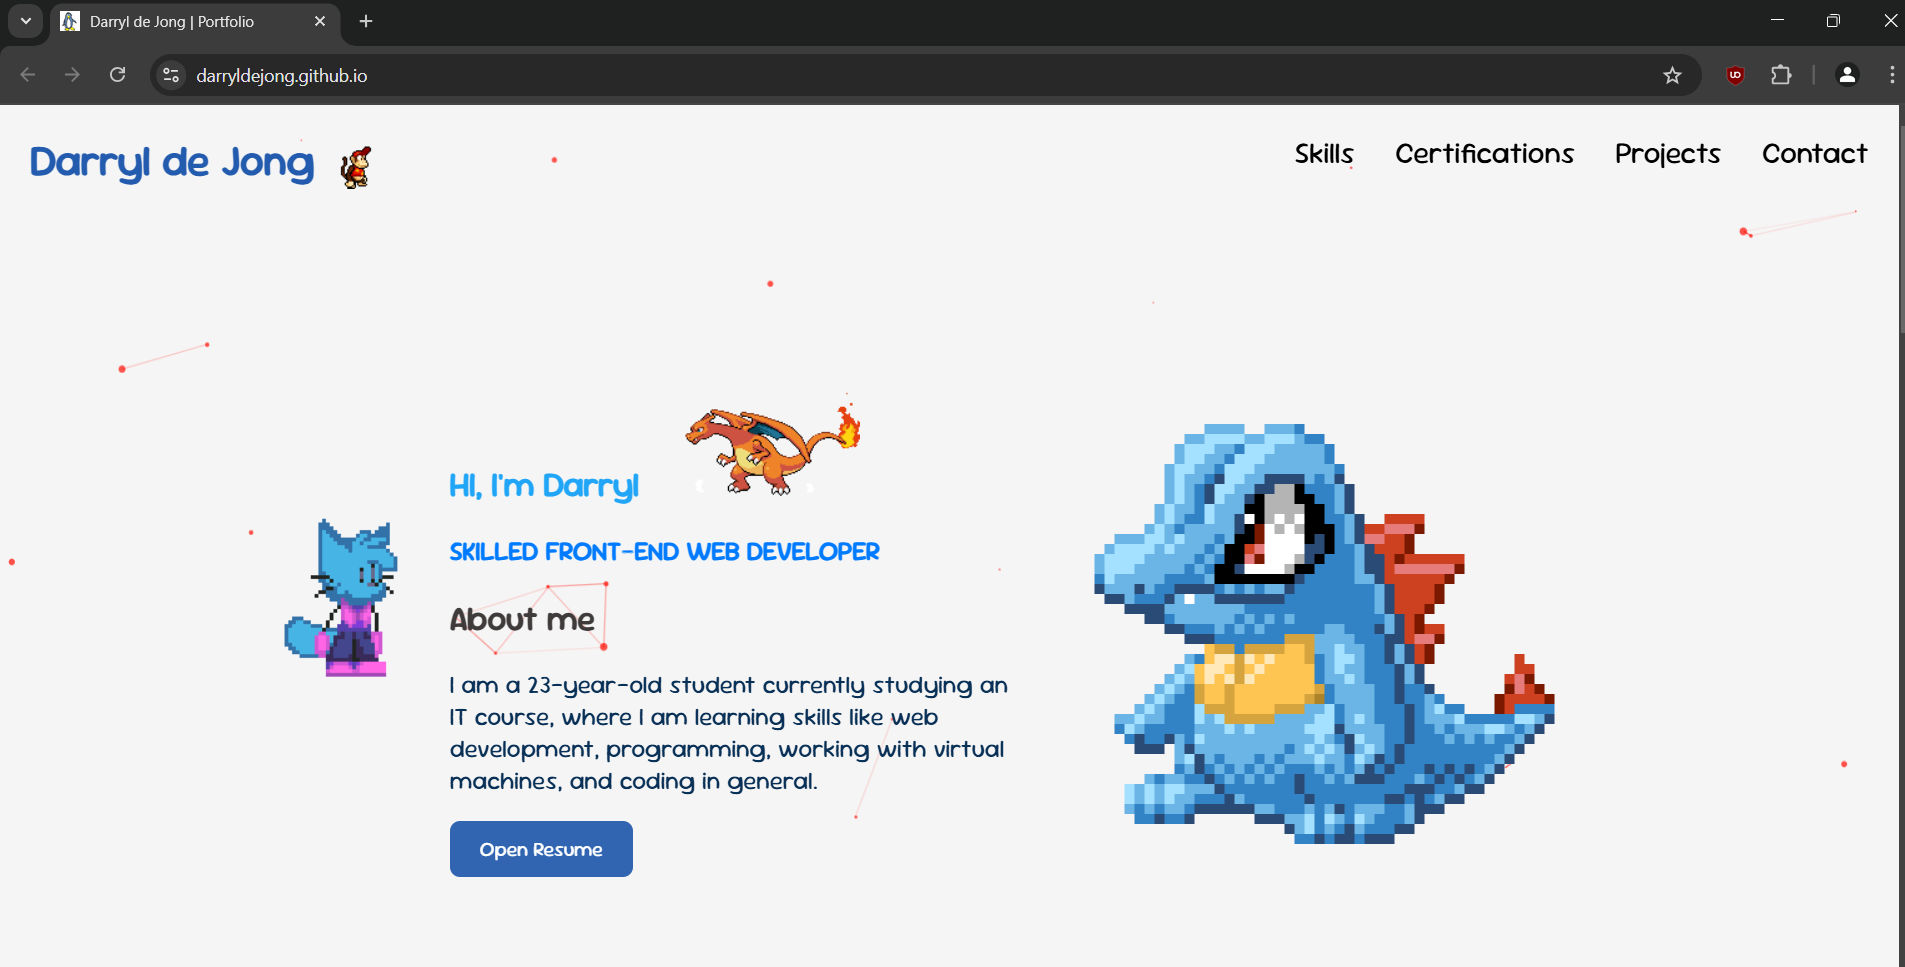 Darryl de Jong | Portfolio
darryldejong.github.io
Darryl de Jong
Skills Certifications Projects Contact
HI, I'm Darryl
SKILLED FRONT-END WEB DEVELOPER
About me
I am a 23-year-old student currently studying an
IT course, where I am learning skills like web
development, programming, working with virtual
machines, and coding in general.
Open Resume